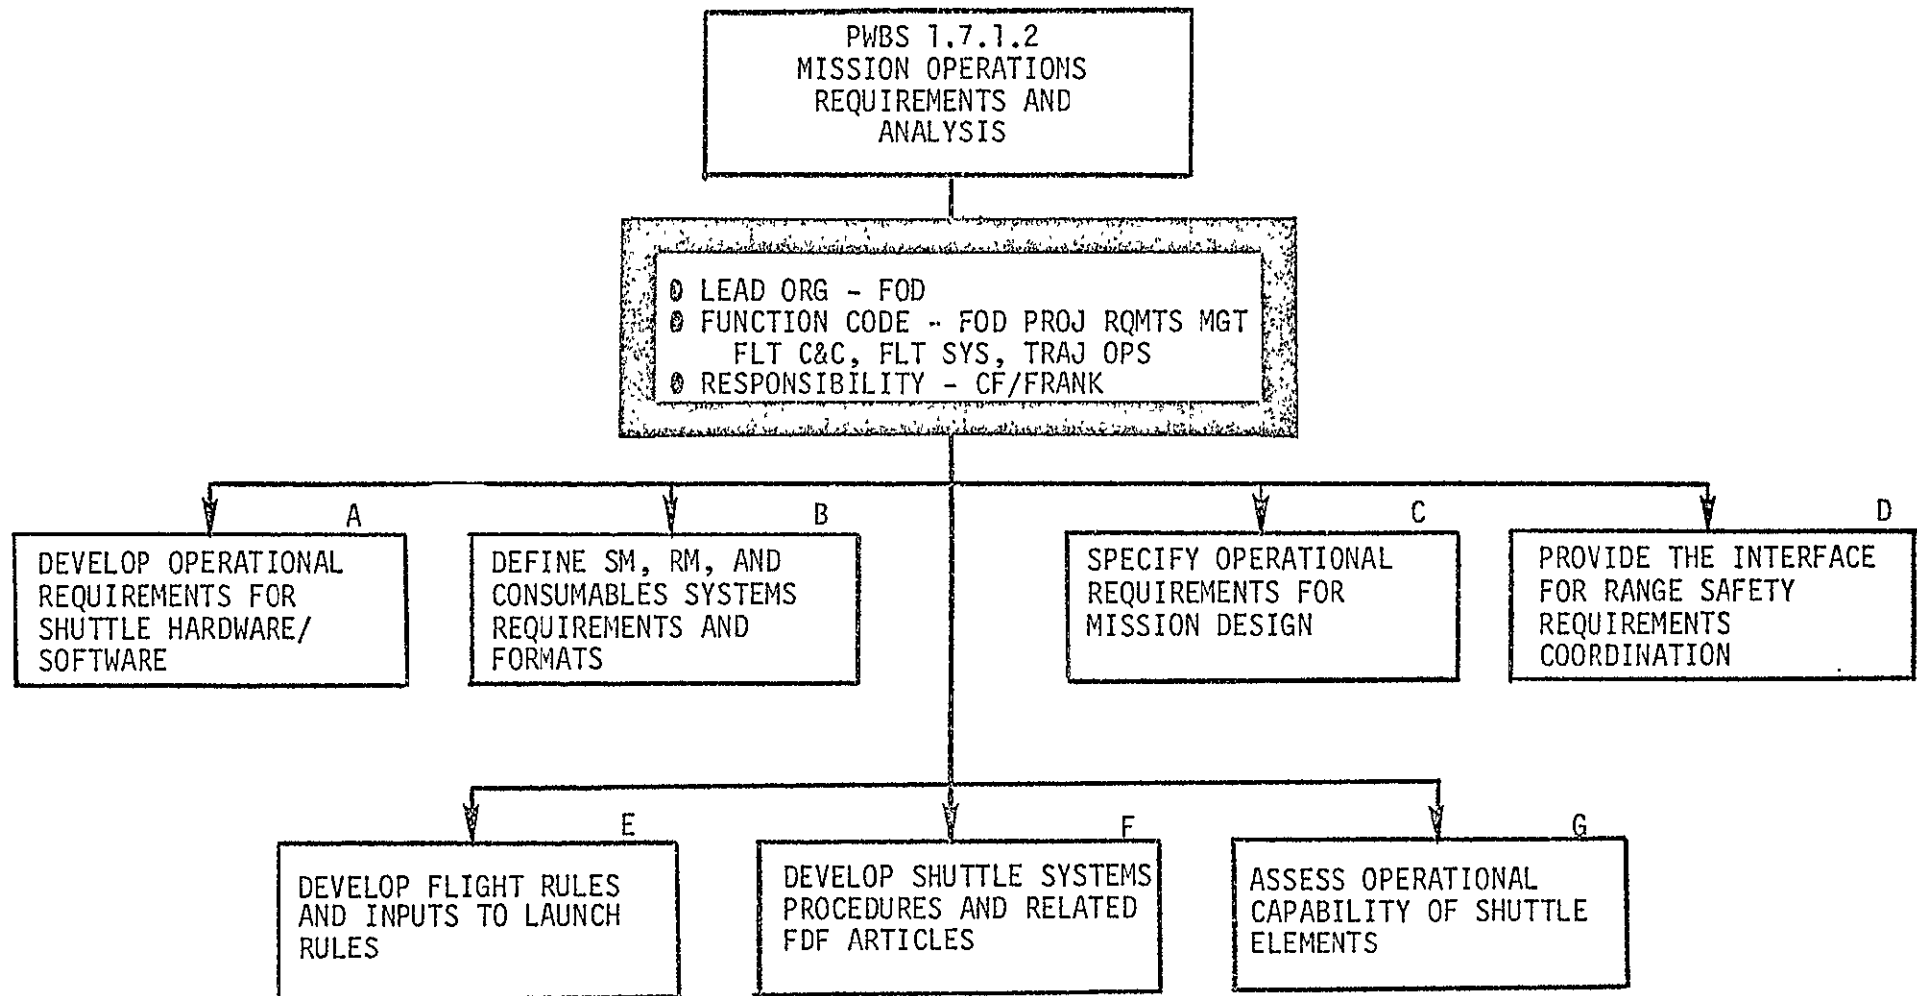 PWBS 1.7.1.2
MISSION OPERATIONS
REQUIREMENTS AND
ANALYSIS
LEAD ORG - FOD
FUNCTION CODE - FOD PROJ RQMTS MGT
FLT C&C, FLT SYS, TRAJ OPS
RESPONSIBILITY - CF/FRANK
A
DEVELOP OPERATIONAL
REQUIREMENTS FOR
SHUTTLE HARDWARE/
SOFTWARE
B
DEFINE SM, RM, AND
CONSUMABLES SYSTEMS
REQUIREMENTS AND
FORMATS
C
SPECIFY OPERATIONAL
REQUIREMENTS FOR
MISSION DESIGN
D
PROVIDE THE INTERFACE
FOR RANGE SAFETY
REQUIREMENTS
COORDINATION
E
DEVELOP FLIGHT RULES
AND INPUTS TO LAUNCH
RULES
F
DEVELOP SHUTTLE SYSTEMS
PROCEDURES AND RELATED
FDF ARTICLES
G
ASSESS OPERATIONAL
CAPABILITY OF SHUTTLE
ELEMENTS